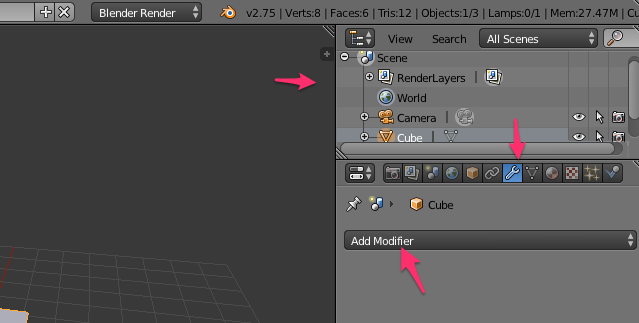 Blender Render v2.75 | Verts:8 | Faces:6 | Tris:12 | Objects:1/3 | Lamps:0/1 | Mem:27.47M | Cu
View Search All Scenes
Scene
RenderLayers |
World
Camera |
Cube |
Cube
Add Modifier